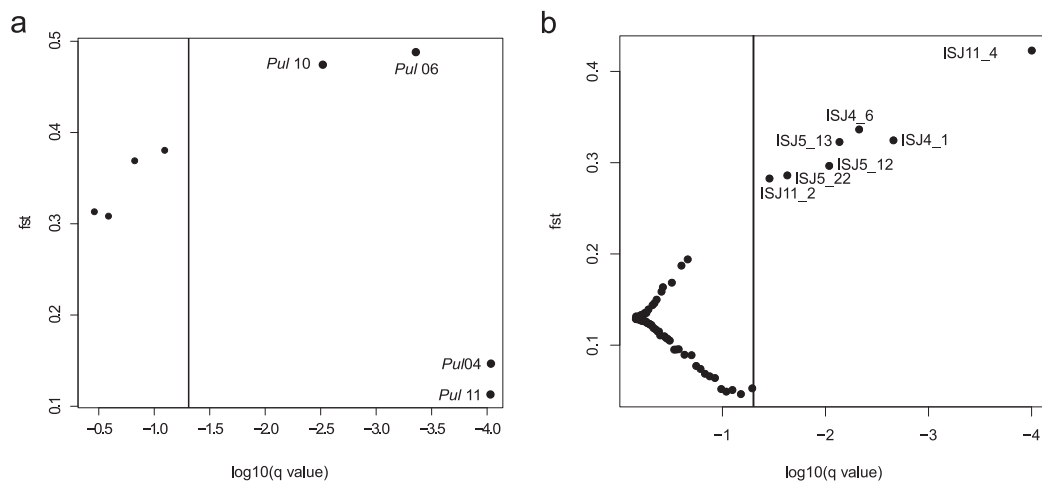 a
0.5
0.4
0.3
0.2
0.1
fst
Pul 10
Pul 06
Pul04
Pul 11
−0.5 −1.0 −1.5 −2.0 −2.5 −3.0 −3.5 −4.0
log10(q value)
b
0.4
0.3
0.2
0.1
fst
ISJ11_4
ISJ4_6
ISJ5_13
ISJ4_1
ISJ5_12
ISJ5_22
ISJ11_2
−1 −2 −3 −4
log10(q value)